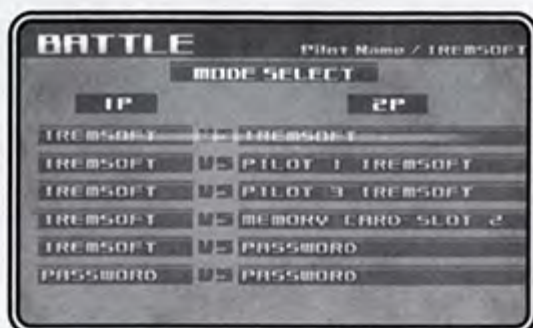 BATTLE Pilot Name / IREMSOFT
MODE SELECT
1P 2P
IREMSOFT VS IREMSOFT
IREMSOFT VS PILOT 1 IREMSOFT
IREMSOFT VS PILOT 3 IREMSOFT
IREMSOFT VS MEMORY CARD SLOT 2
IREMSOFT VS PASSWORD
PASSWORD VS PASSWORD